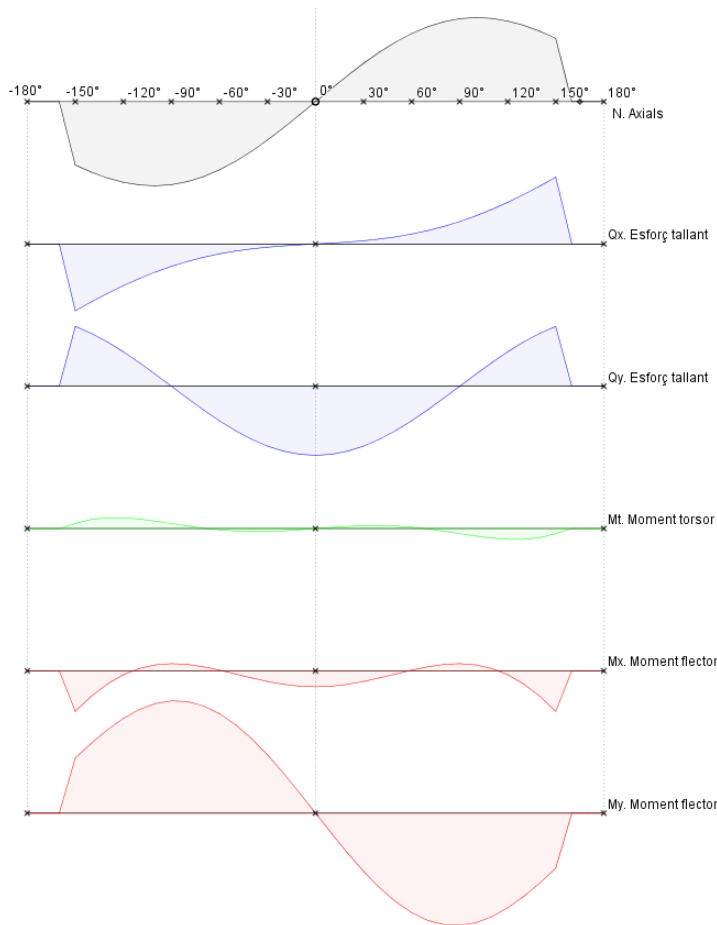 -180° -150° -120° -90° -60° -30° 0° 30° 60° 90° 120° 150° 180°
N. Axials
Qx. Esforç tallant
Qy. Esforç tallant
Mt. Moment torsor
Mx. Moment flector
My. Moment flector